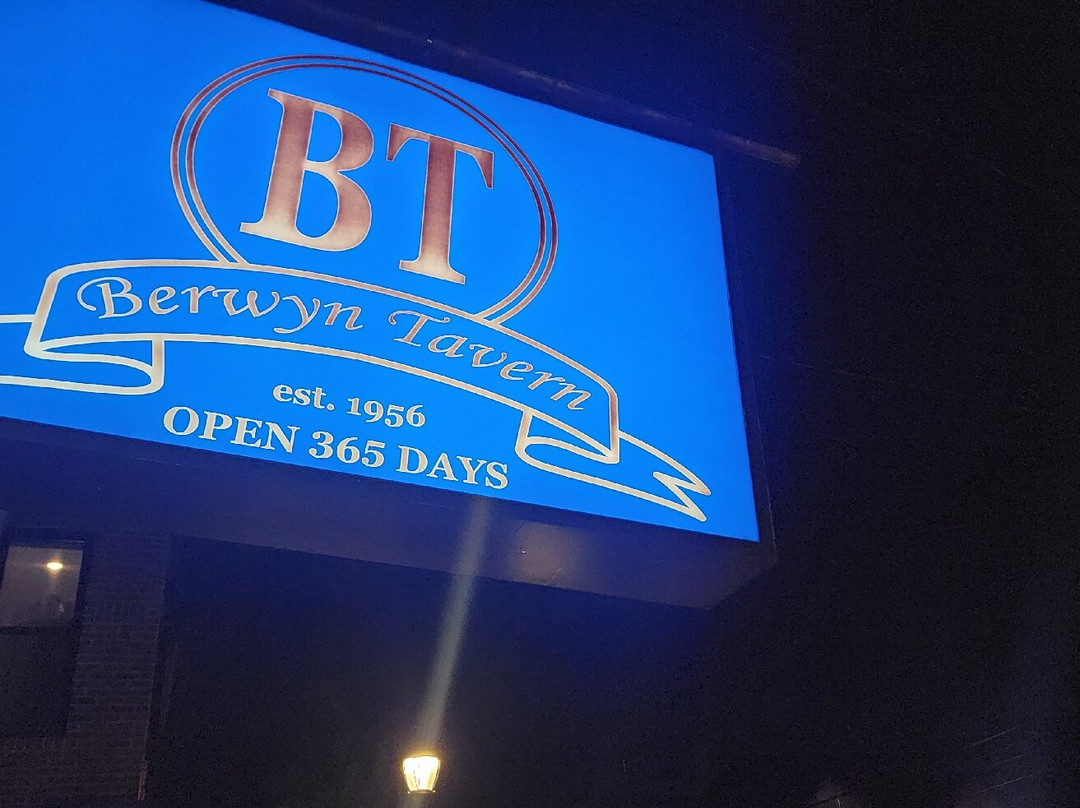 BT
Berwyn Tavern
est. 1956
OPEN 365 DAYS